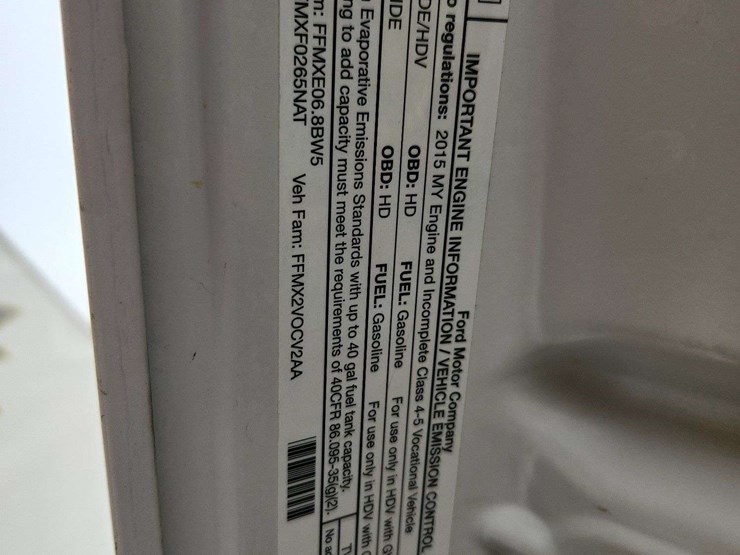 Ford Motor Company
IMPORTANT ENGINE INFORMATION / VEHICLE EMISSION CONTROL
regulations: 2015 MY Engine and Incomplete Class 4-5 Vocational Vehicle
DE/HDV OBD: HD FUEL: Gasoline For use only in HDV with G
IDE OBD: HD FUEL: Gasoline For use only in HDV with
Evaporative Emissions Standards with up to 40 gal fuel tank capacity.
ng to add capacity must meet the requirements of 40CFR 86.095-35(g)(2).
m: FFMXE06.8BW5
FMXF0265NAT Veh Fam: FFMX2VOCV2AA
No